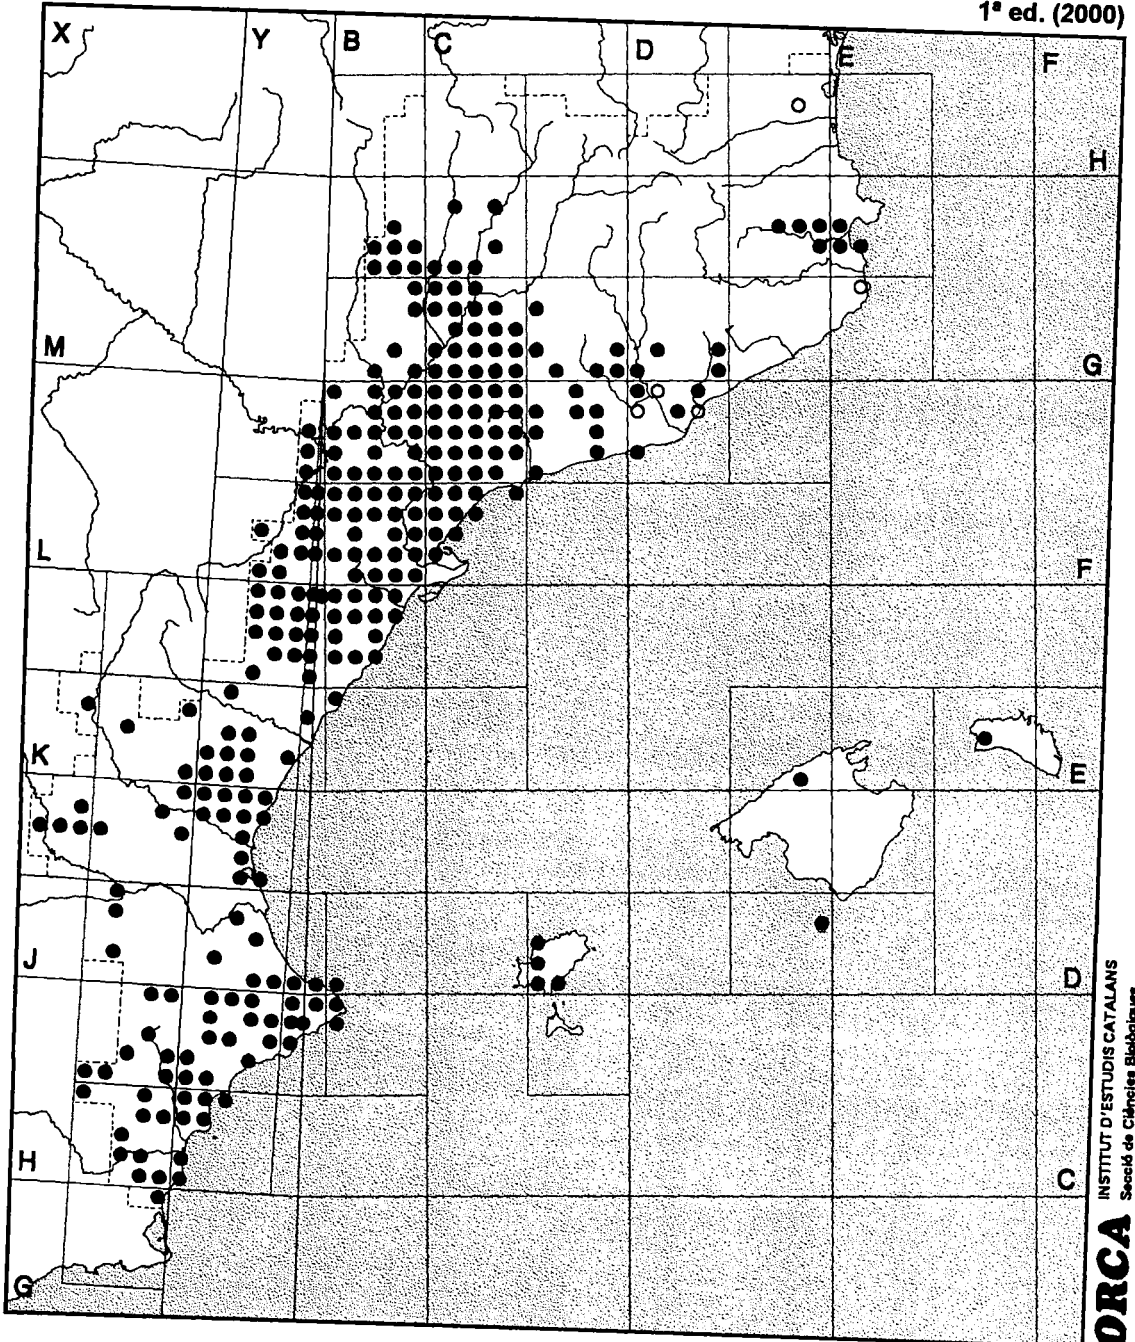 1ª ed. (2000)
X
Y
B
C
D
E
F
H
M
G
L
F
K
E
J
D
H
C
G
INSTITUT D'ESTUDIS CATALANS
Secció de Ciències Biològiques
ORCA